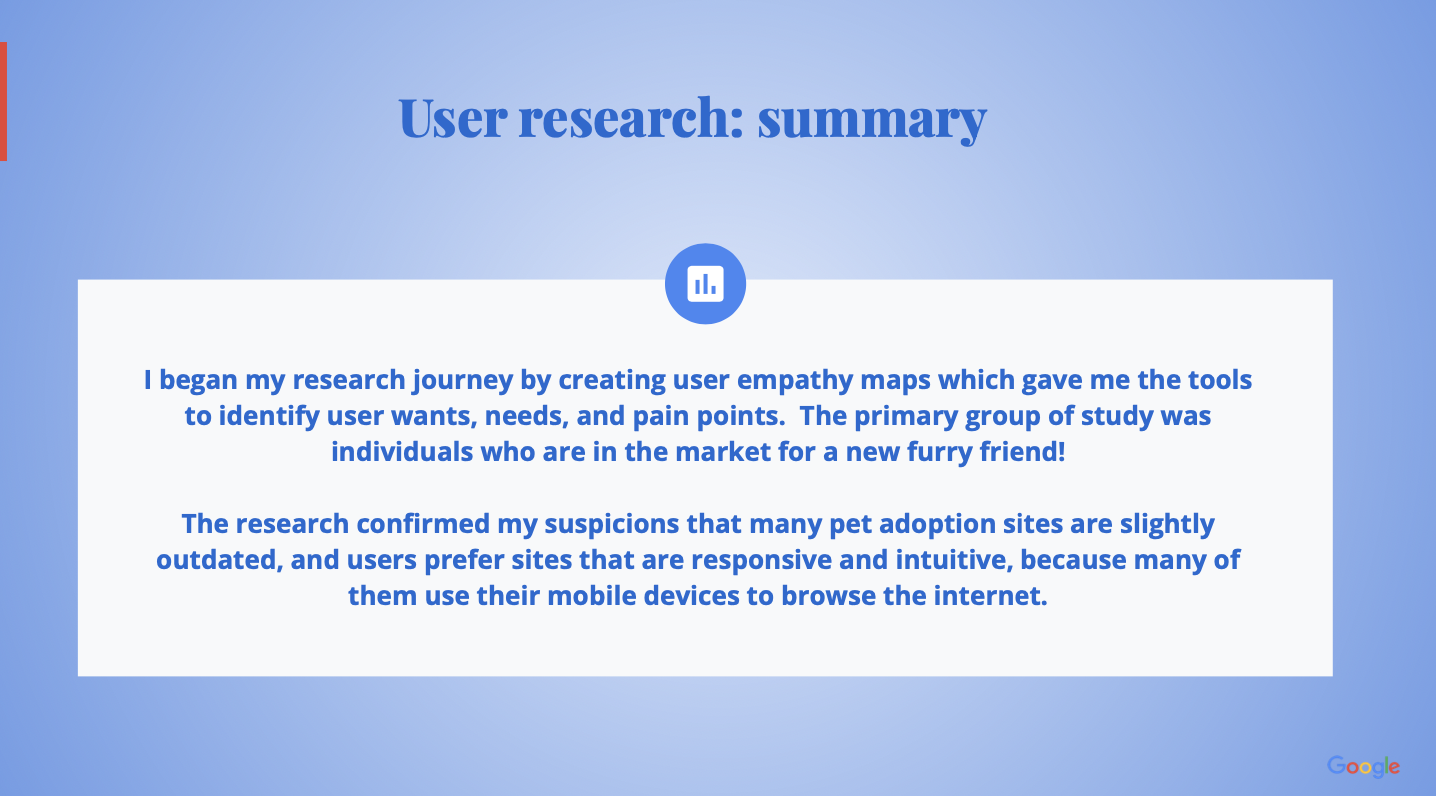 User research: summary
I began my research journey by creating user empathy maps which gave me the tools
to identify user wants, needs, and pain points.  The primary group of study was
individuals who are in the market for a new furry friend!
The research confirmed my suspicions that many pet adoption sites are slightly
outdated, and users prefer sites that are responsive and intuitive, because many of
them use their mobile devices to browse the internet.
Google